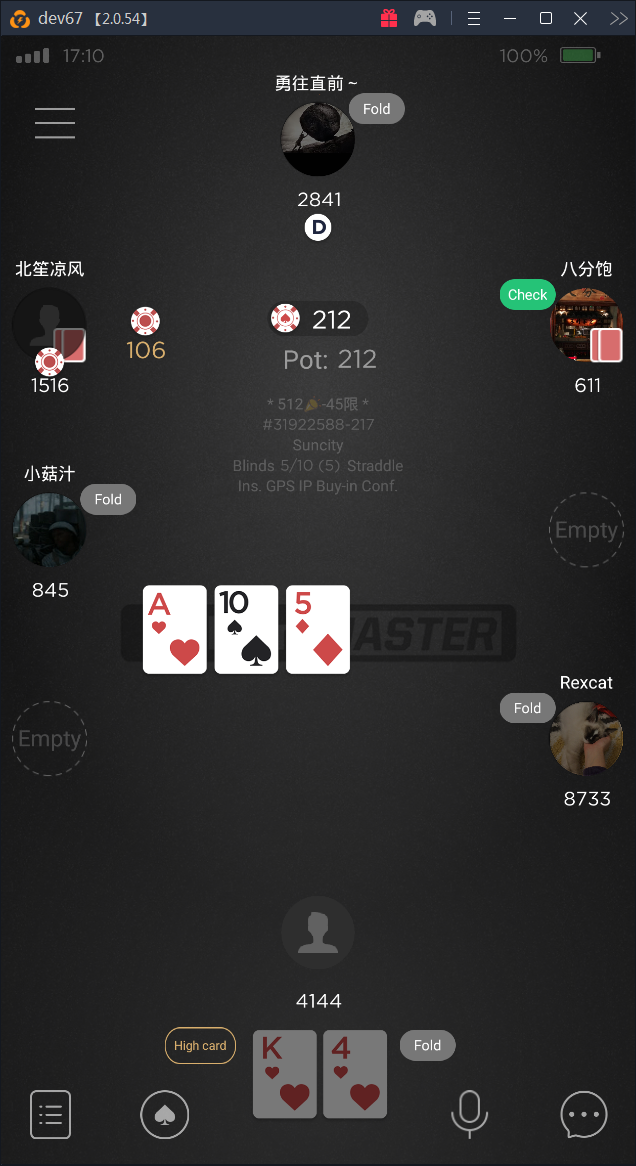 dev67 【2.0.54】
17:10
100%
勇往直前 ~
Fold
2841
D
北笙凉风
八分饱
Check
212
106
Pot: 212
1516
611
* 512 -45限 *
#31922588-217
Suncity
Blinds 5/10 (5) Straddle
Ins. GPS IP Buy-in Conf.
小菇汁
Fold
Empty
845
A
10
5
MASTER
Rexcat
Fold
Empty
8733
4144
High card
K
4
Fold